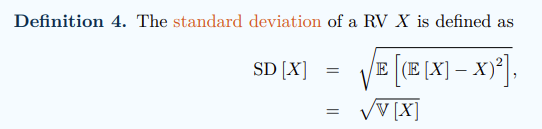 Definition 4. The standard deviation of a RV X is defined as
SD [X] = √𝔼 [(𝔼 [X] − X)²],
= √𝕍 [X]